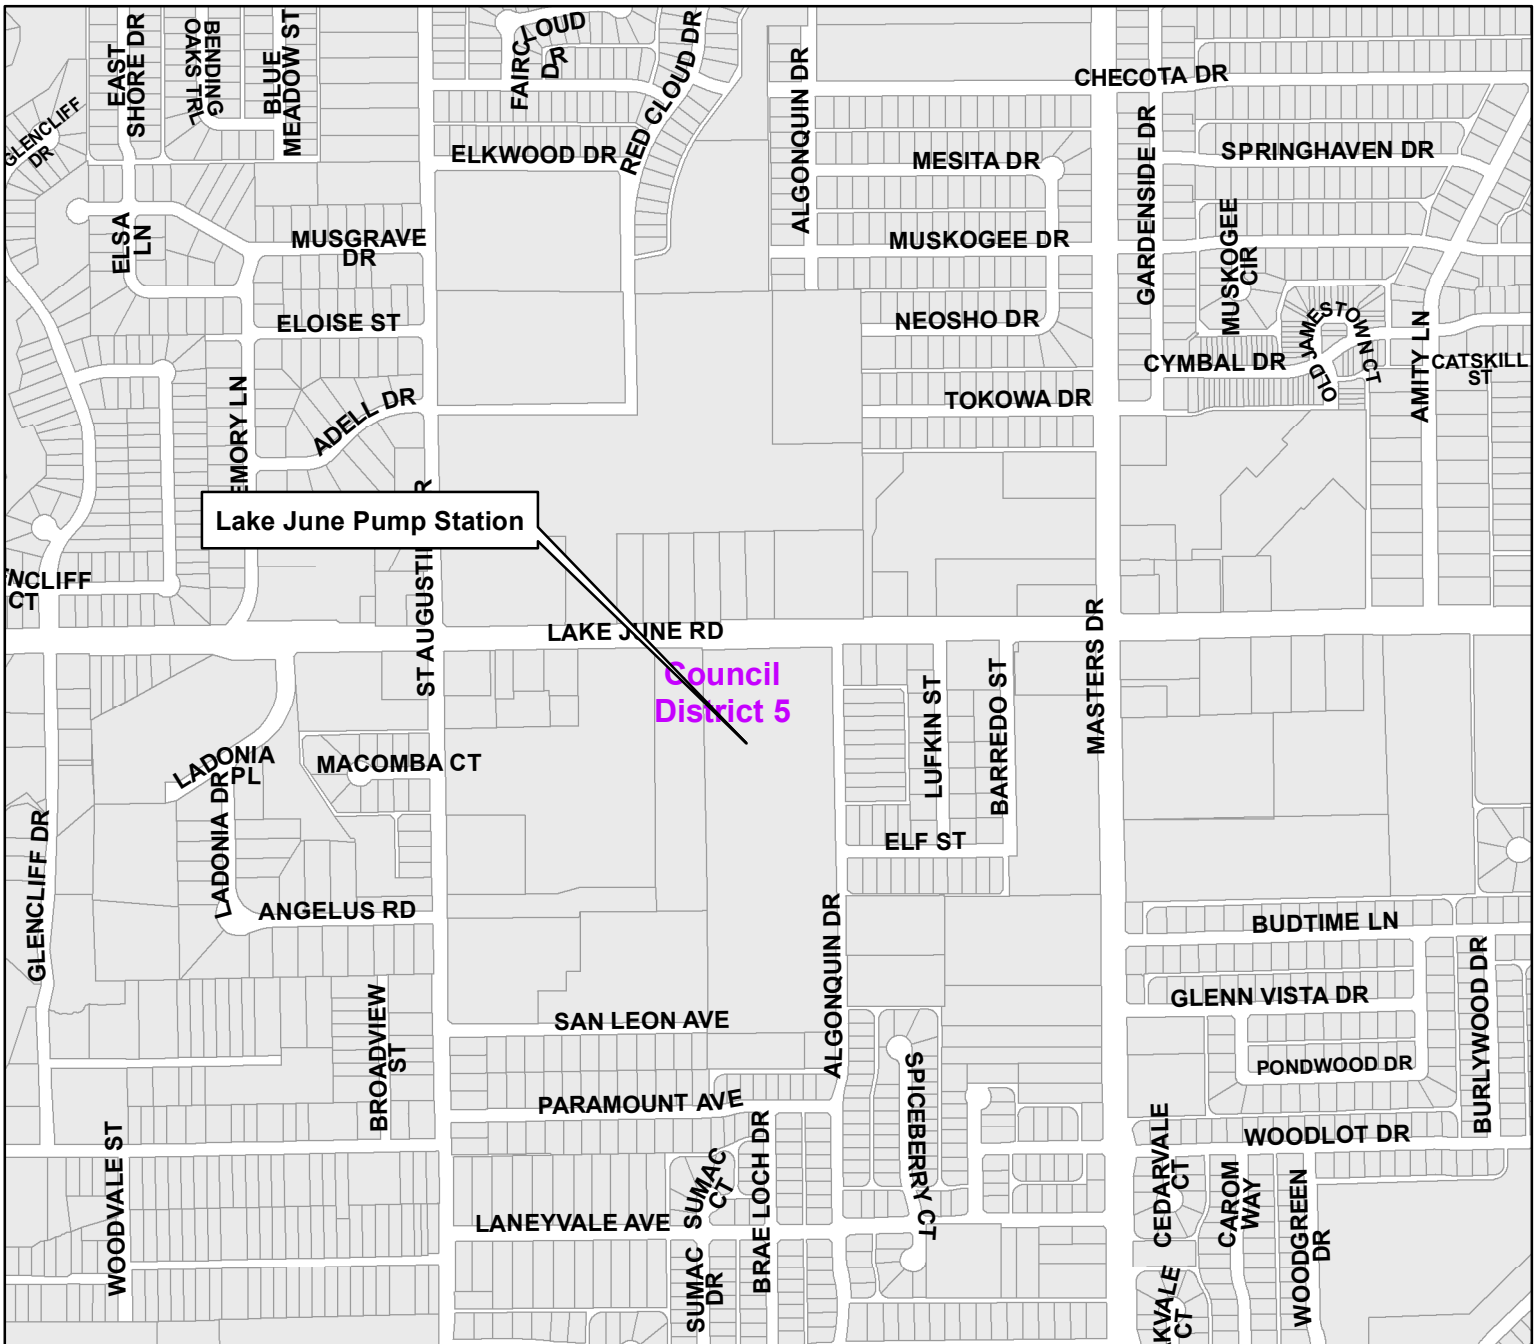 EAST
SHORE DR
BENDING
OAKS TRL
BLUE
MEADOW ST
FAIRCLOUD
DR
RED CLOUD DR
ALGONQUIN DR
CHECOTA DR
GLENCLIFF
DR
ELKWOOD DR
MESITA DR
GARDENSIDE DR
SPRINGHAVEN DR
ELSA
LN
MUSGRAVE
DR
MUSKOGEE DR
MUSKOGEE
CIR
ELOISE ST
NEOSHO DR
OLD JAMESTOWN CT
CYMBAL DR
AMITY LN
CATSKILL
ST
EMORY LN
ADELL DR
TOKOWA DR
Lake June Pump Station
NCLIFF
CT
ST AUGUSTI R
LAKE JUNE RD
MASTERS DR
Council
District 5
LADONIA
PL
LADONIA DR
MACOMBA CT
LUFKIN ST
BARREDO ST
GLENCLIFF DR
ELF ST
ANGELUS RD
ALGONQUIN DR
BUDTIME LN
BROADVIEW
ST
SAN LEON AVE
GLENN VISTA DR
BURLYWOOD DR
SPICEBERRY CT
PONDWOOD DR
PARAMOUNT AVE
WOODVALE ST
SUMAC
CT
BRAE LOCH DR
CEDARVALE
CT
WOODLOT DR
LANEYVALE AVE
CAROM
WAY
WOODGREEN
DR
SUMAC
DR
KVALE
CT